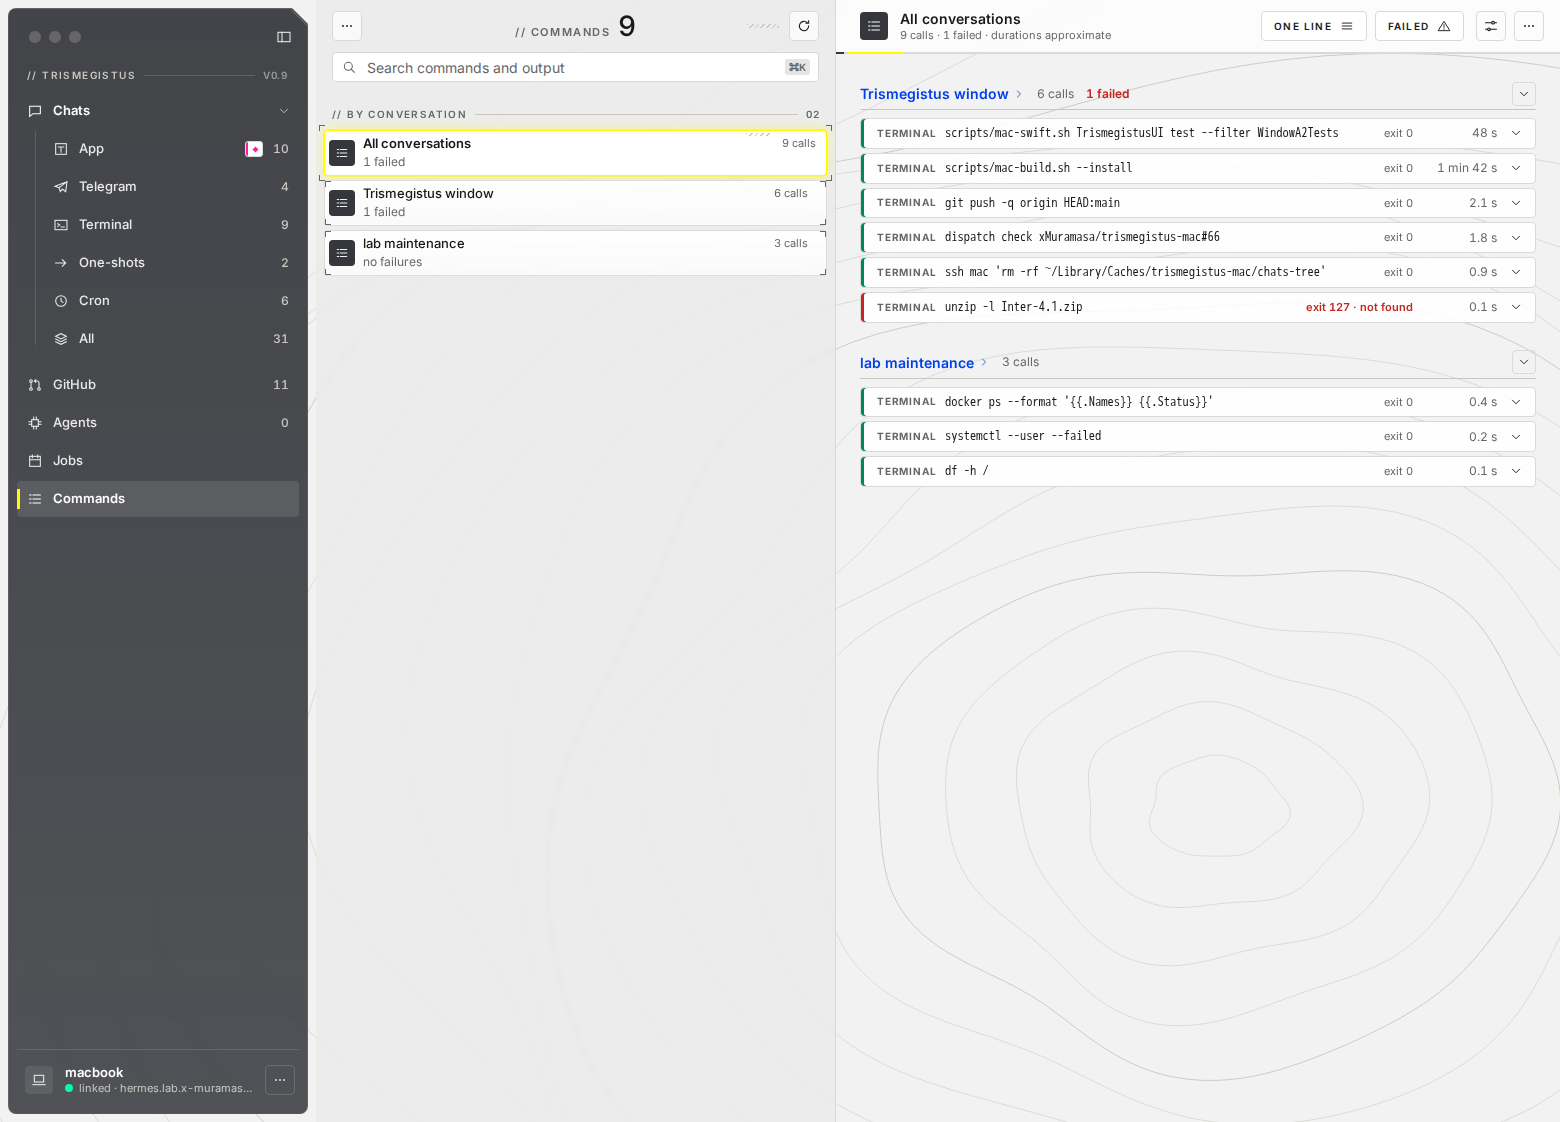 // TRISMEGISTUS V0.9
Chats
App 10
Telegram 4
Terminal 9
One-shots 2
Cron 6
All 31
GitHub 11
Agents 0
Jobs
Commands
macbook
linked · hermes.lab.x-muramas…
// COMMANDS 9
Search commands and output ⌘K
// BY CONVERSATION 02
All conversations 9 calls
1 failed
Trismegistus window 6 calls
1 failed
lab maintenance 3 calls
no failures
All conversations
9 calls · 1 failed · durations approximate
ONE LINE
FAILED
Trismegistus window 6 calls 1 failed
TERMINAL scripts/mac-swift.sh TrismegistusUI test --filter WindowA2Tests exit 0 48 s
TERMINAL scripts/mac-build.sh --install exit 0 1 min 42 s
TERMINAL git push -q origin HEAD:main exit 0 2.1 s
TERMINAL dispatch check xMuramasa/trismegistus-mac#66 exit 0 1.8 s
TERMINAL ssh mac 'rm -rf ~/Library/Caches/trismegistus-mac/chats-tree' exit 0 0.9 s
TERMINAL unzip -l Inter-4.1.zip exit 127 · not found 0.1 s
lab maintenance 3 calls
TERMINAL docker ps --format '{{.Names}} {{.Status}}' exit 0 0.4 s
TERMINAL systemctl --user --failed exit 0 0.2 s
TERMINAL df -h / exit 0 0.1 s